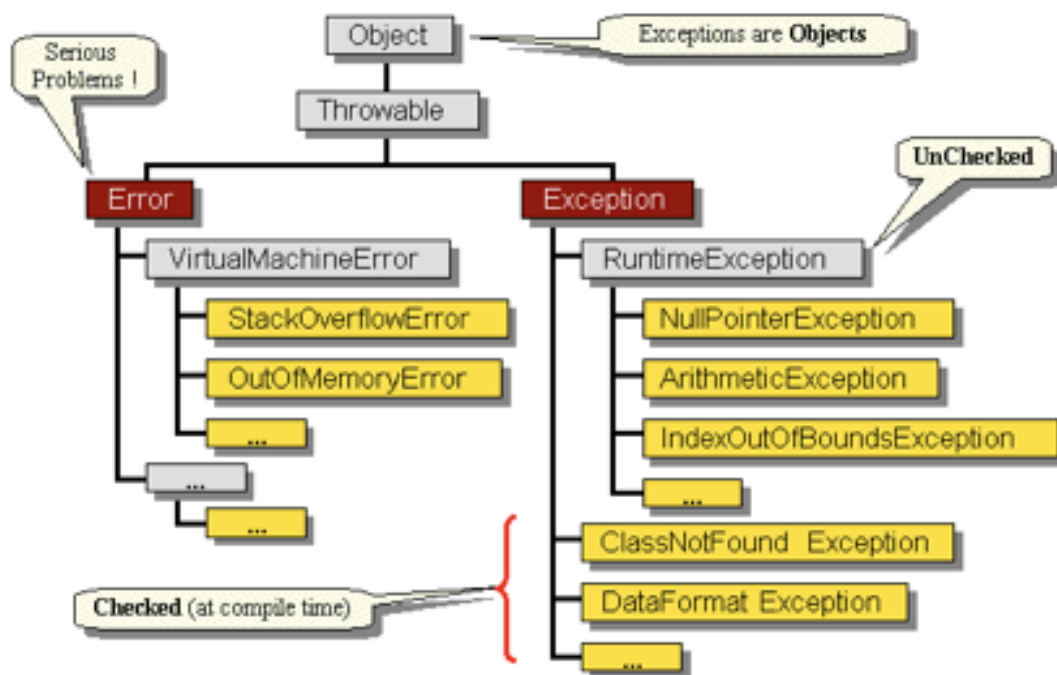 Object
Exceptions are Objects
Serious
Problems !
Throwable
UnChecked
Error
Exception
VirtualMachineError
RuntimeException
StackOverflowError
NullPointerException
OutOfMemoryError
ArithmeticException
...
IndexOutOfBoundsException
...
...
...
ClassNotFound Exception
Checked (at compile time)
DataFormat Exception
...